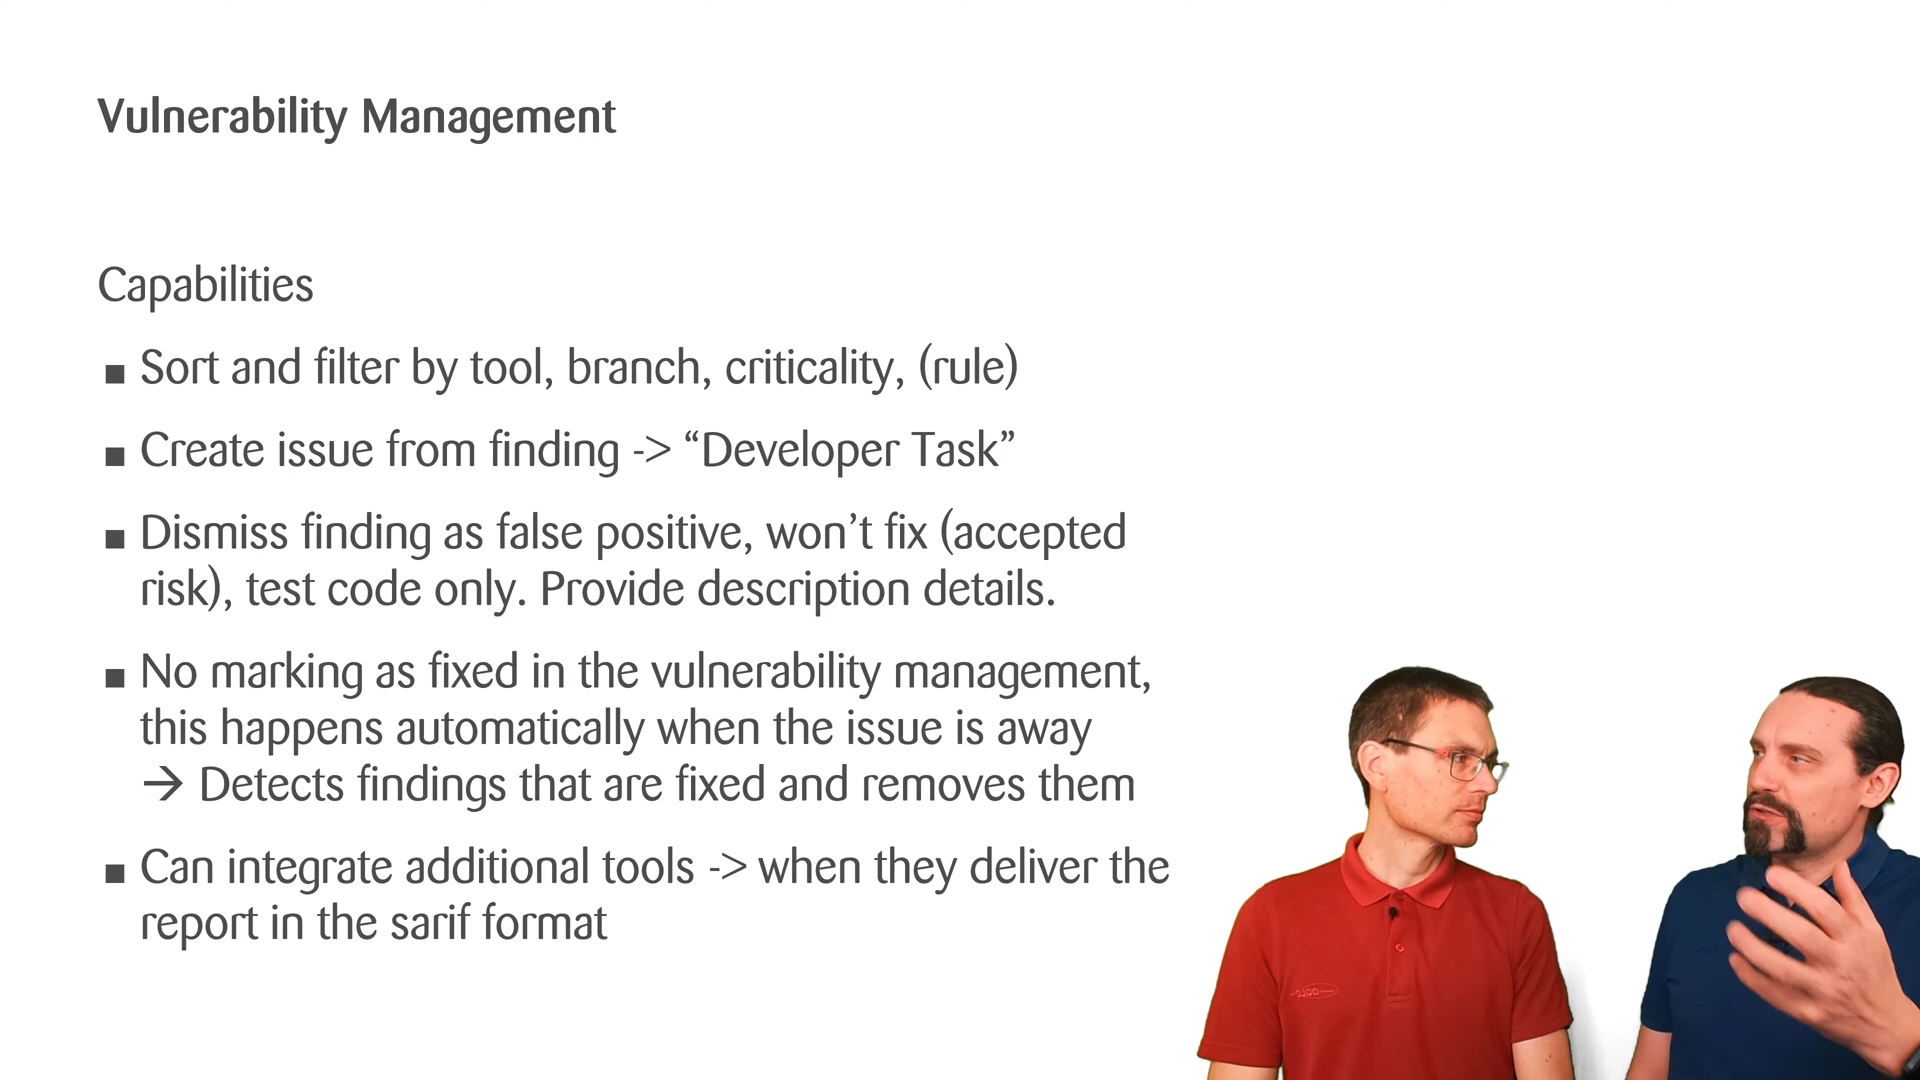 Vulnerability Management
Capabilities
■ Sort and filter by tool, branch, criticality, (rule)
■ Create issue from finding -> “Developer Task”
■ Dismiss finding as false positive, won’t fix (accepted
risk), test code only. Provide description details.
■ No marking as fixed in the vulnerability management,
this happens automatically when the issue is away
→ Detects findings that are fixed and removes them
■ Can integrate additional tools -> when they deliver the
report in the sarif format